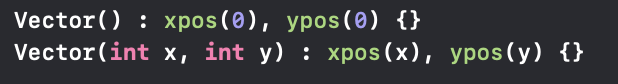 Vector() : xpos(0), ypos(0) {}
Vector(int x, int y) : xpos(x), ypos(y) {}